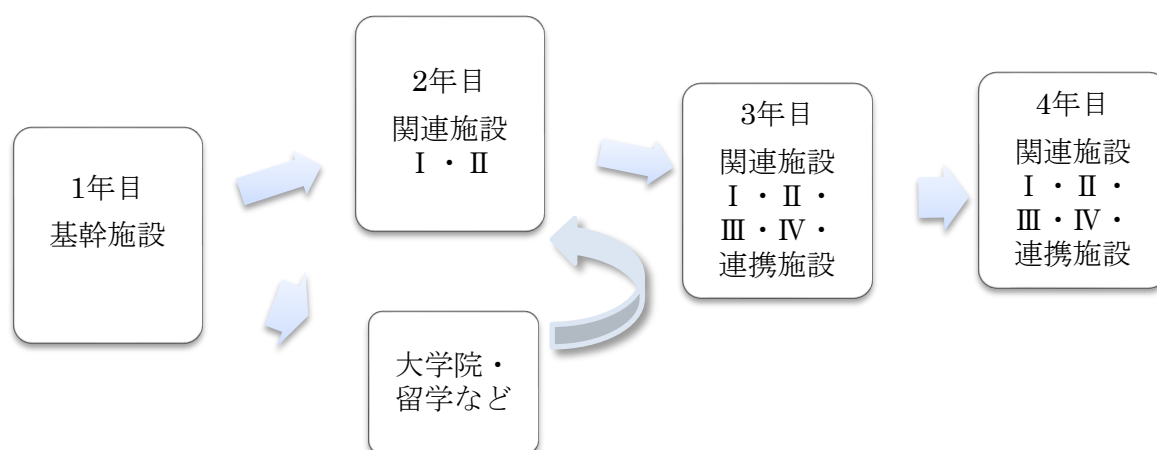 1年目
基幹施設
2年目
関連施設
Ⅰ・Ⅱ
大学院・
留学など
3年目
関連施設
Ⅰ・Ⅱ・
Ⅲ・Ⅳ・
連携施設
4年目
関連施設
Ⅰ・Ⅱ・
Ⅲ・Ⅳ・
連携施設